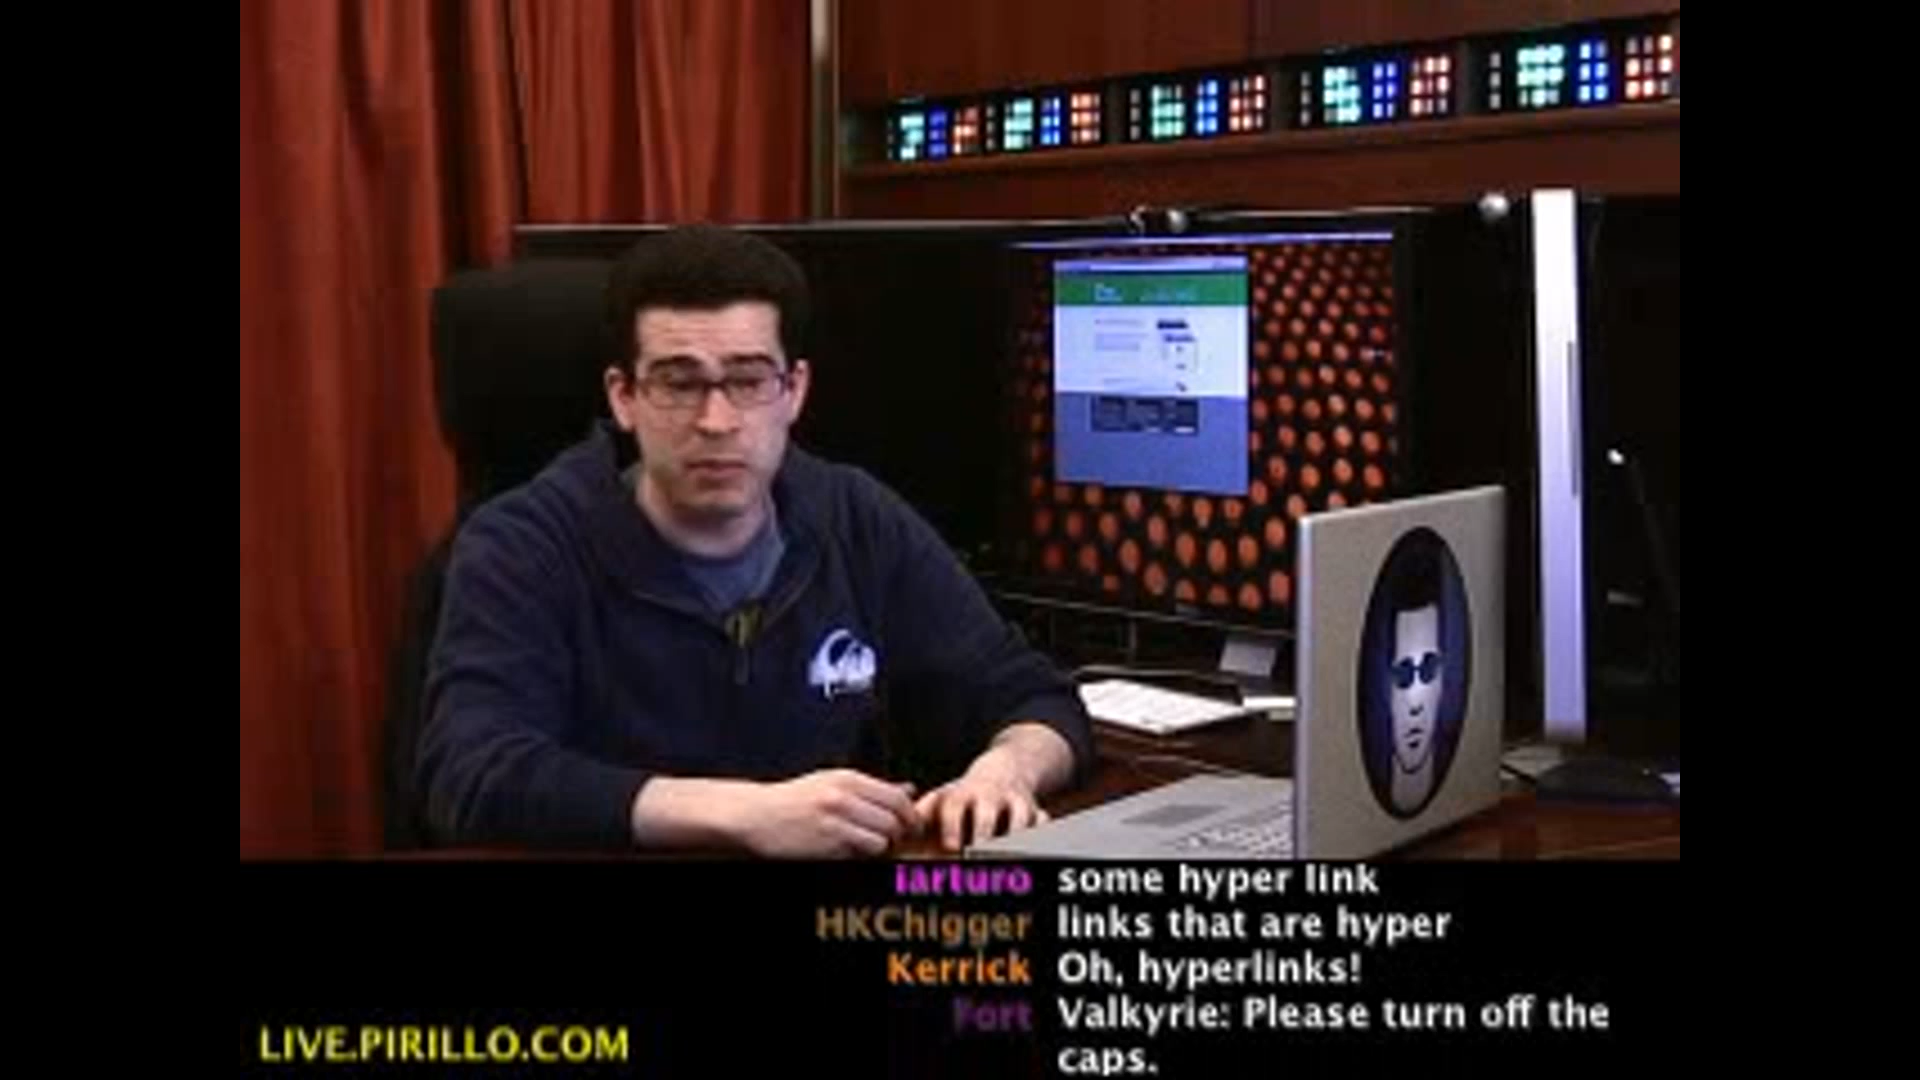 iarturo some hyper link
HKChigger links that are hyper
Kerrick Oh, hyperlinks!
Fort Valkyrie: Please turn off the
caps.
LIVE.PIRILLO.COM